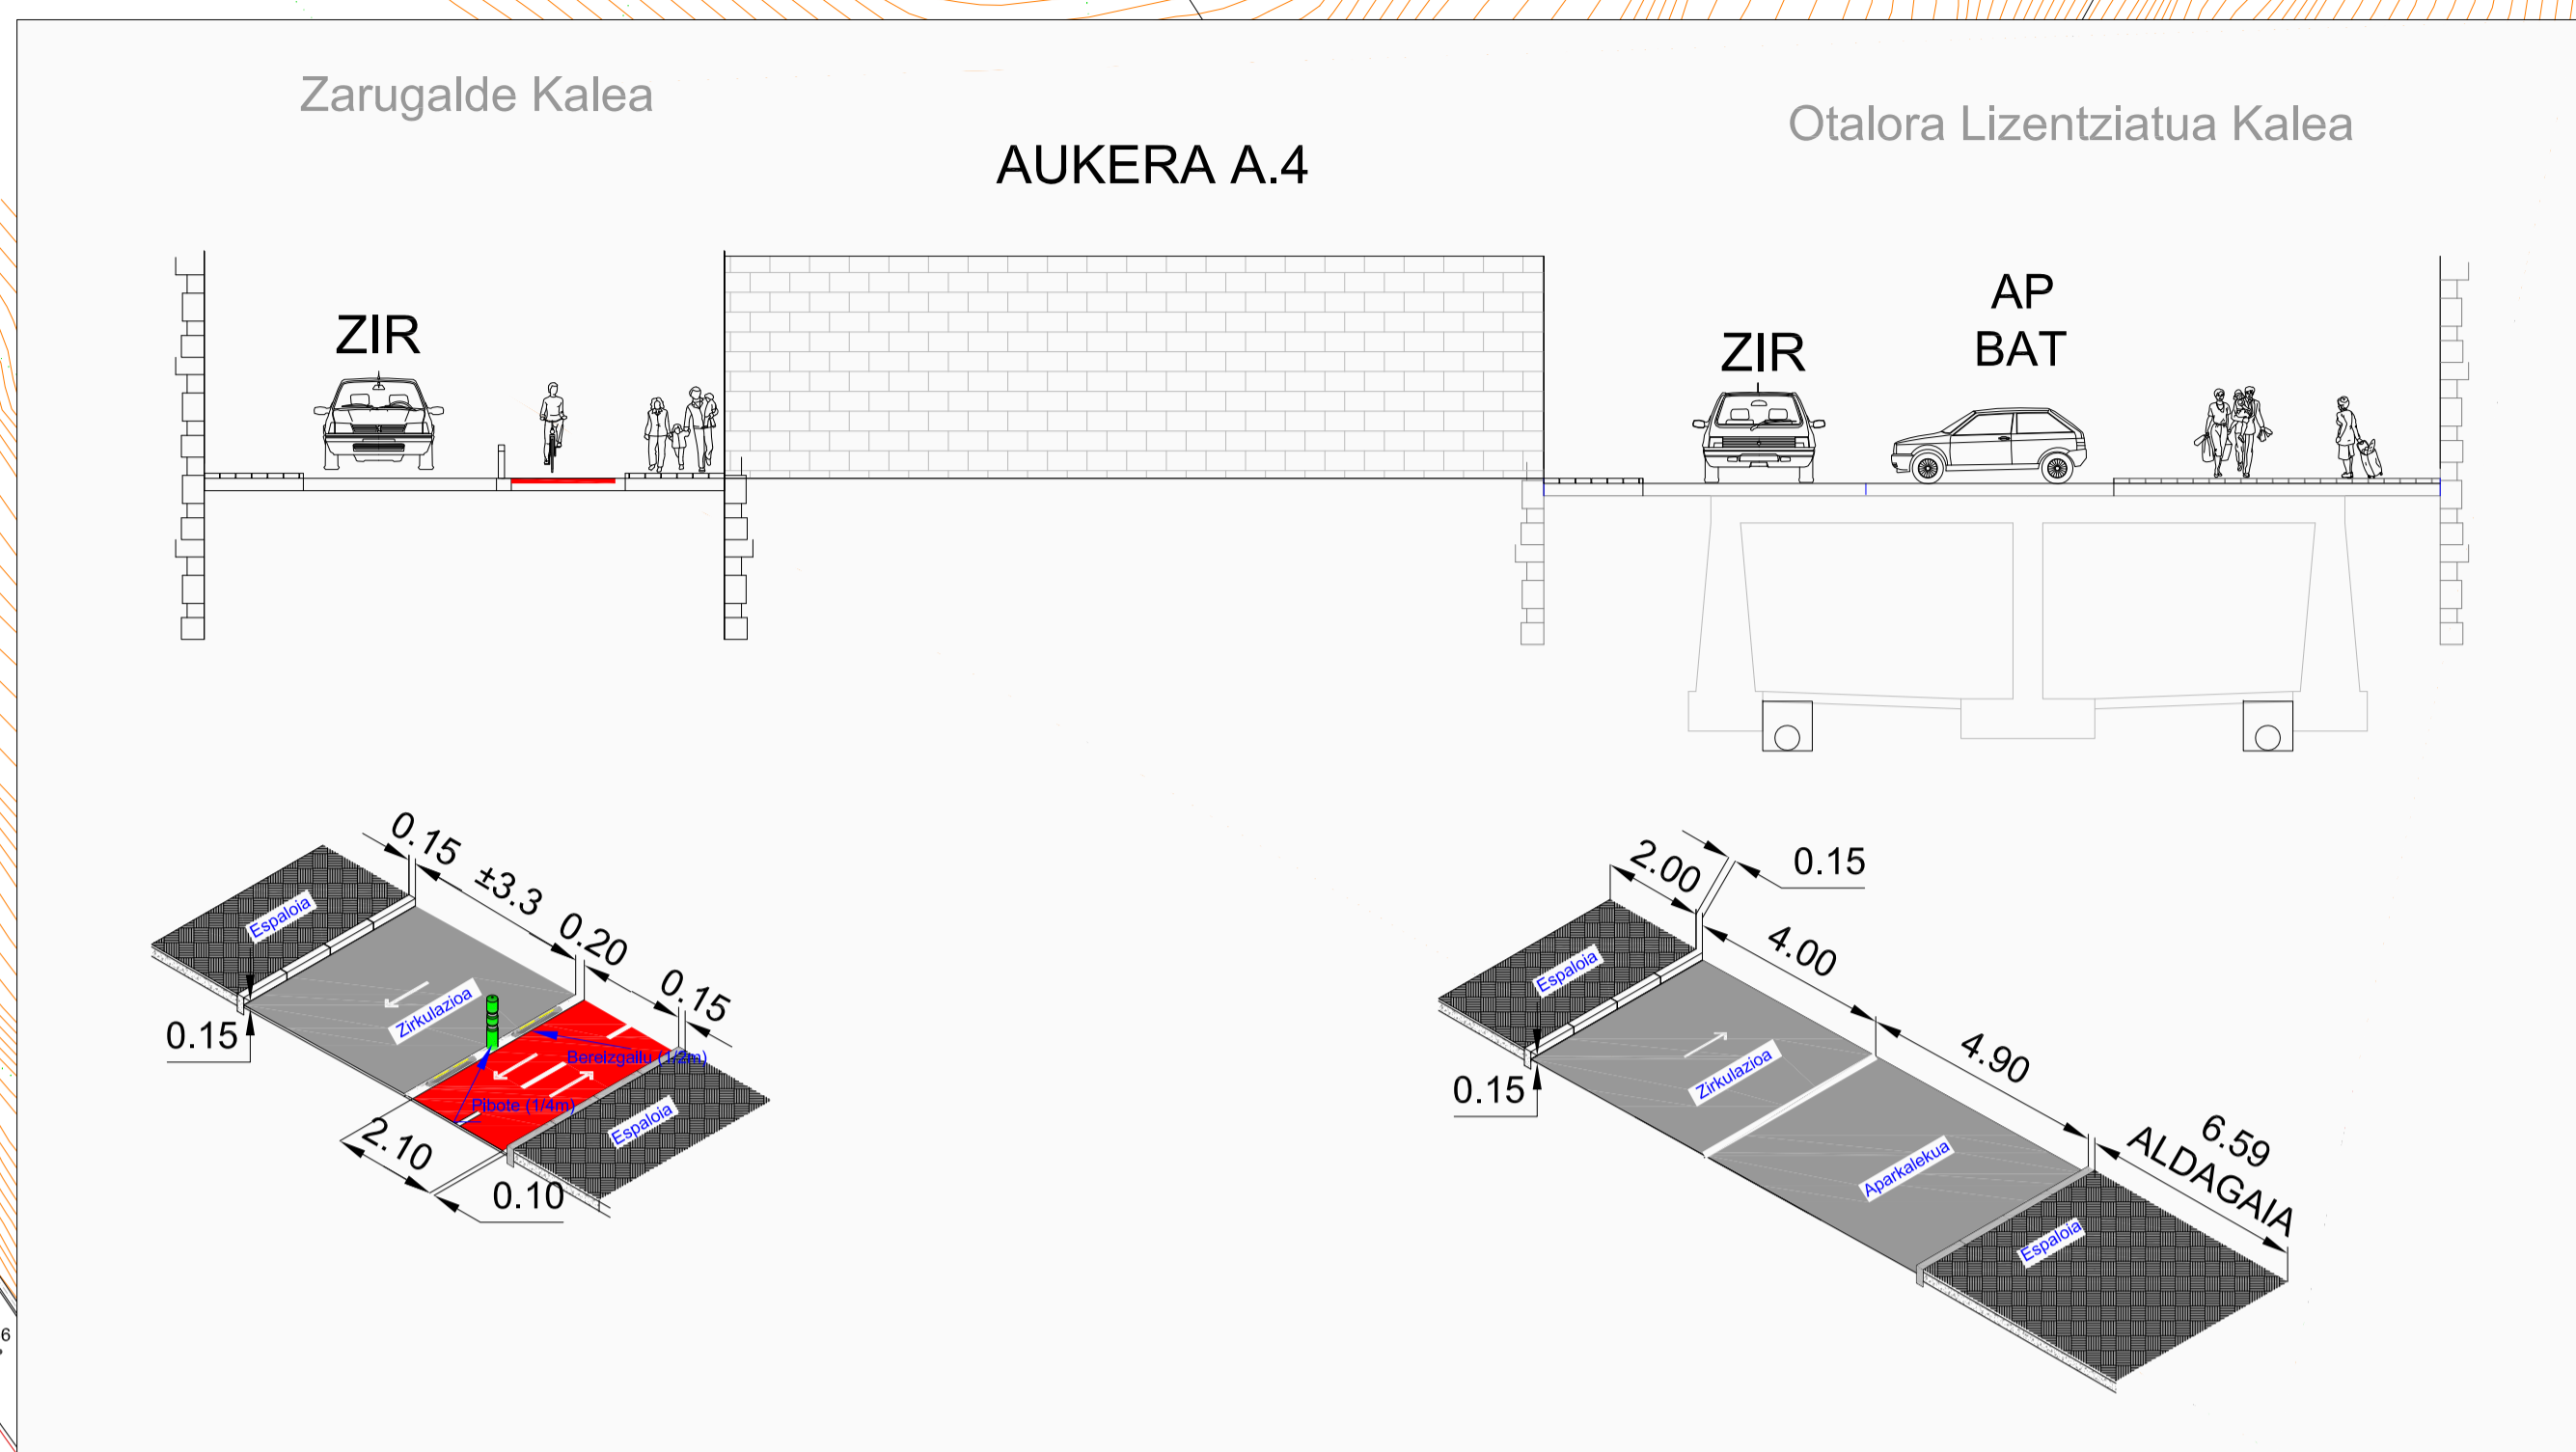 Zarugalde Kalea
Otalora Lizentziatua Kalea
AUKERA A.4
ZIR
ZIR
AP
BAT
0.15
±3.3
0.20
0.15
Espaloia
Zirkulazioa
0.15
Bereizgailu (1/2m)
Pibote (1/4m)
Espaloia
2.10
0.10
2.00
0.15
4.00
4.90
6.59
ALDAGAIA
Espaloia
Zirkulazioa
0.15
Aparkalekua
Espaloia
6